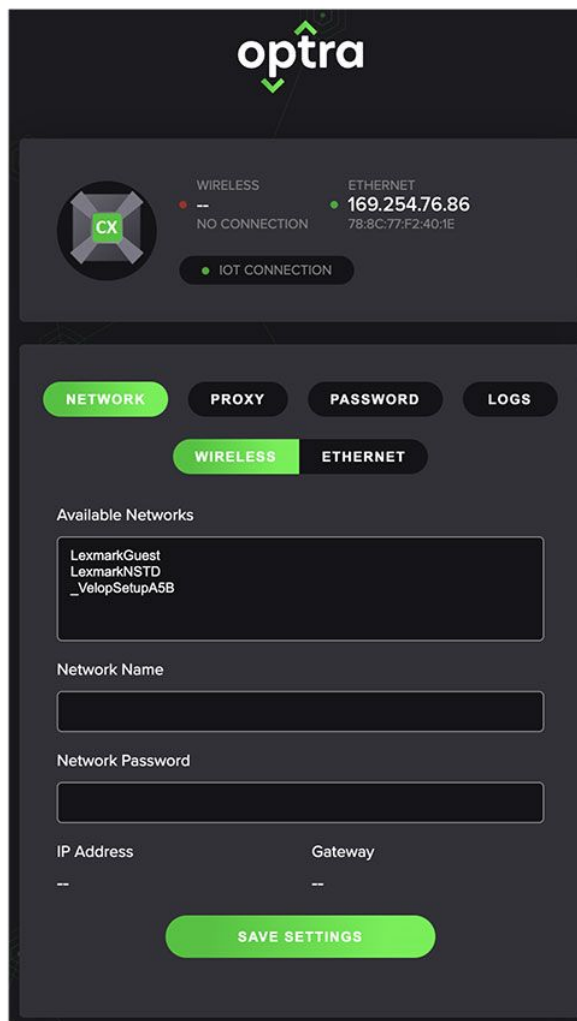 optra
WIRELESS
--
NO CONNECTION
ETHERNET
169.254.76.86
78:8C:77:F2:40:1E
CX
IOT CONNECTION
NETWORK PROXY PASSWORD LOGS
WIRELESS ETHERNET
Available Networks
LexmarkGuest
LexmarkNSTD
_VelopSetupA5B
Network Name
Network Password
IP Address Gateway
-- --
SAVE SETTINGS